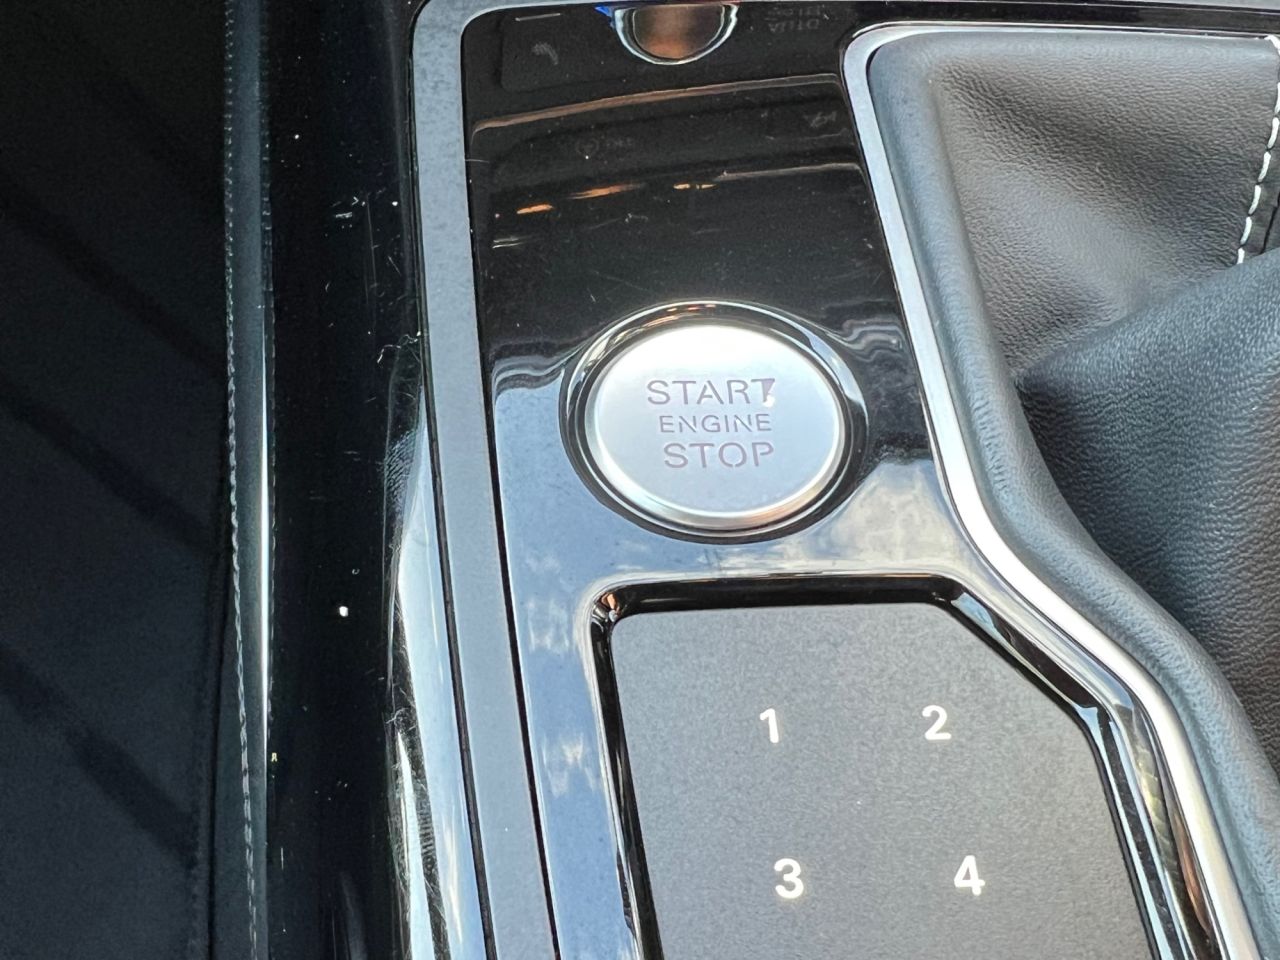 START
ENGINE
STOP
1 2
3 4